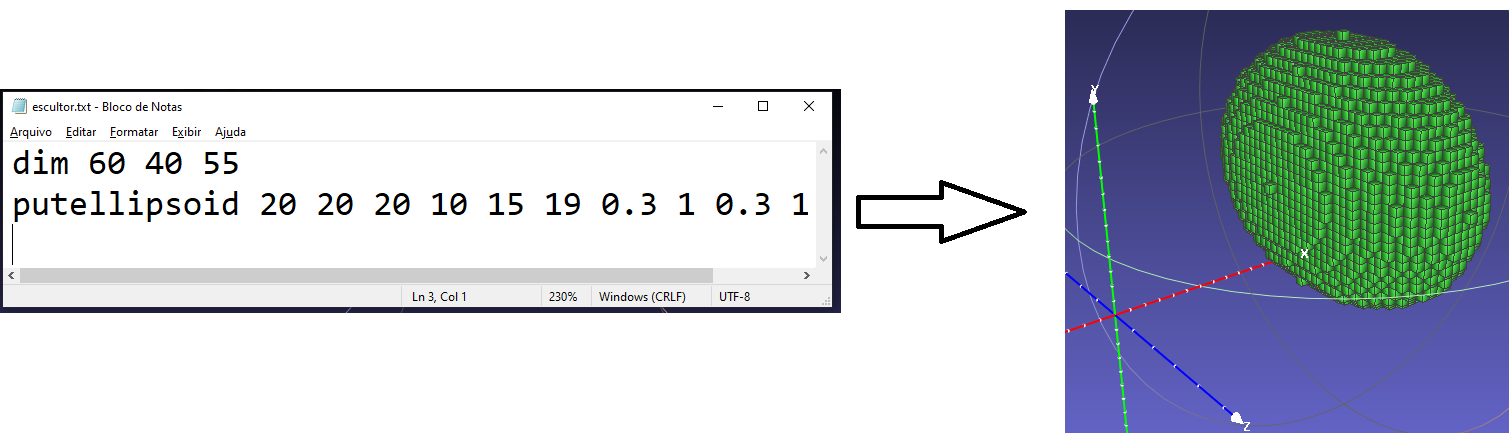 escultor.txt - Bloco de Notas
Arquivo Editar Formatar Exibir Ajuda
dim 60 40 55
putellipsoid 20 20 20 10 15 19 0.3 1 0.3 1
Ln 3, Col 1 230% Windows (CRLF) UTF-8
Y
X
Z